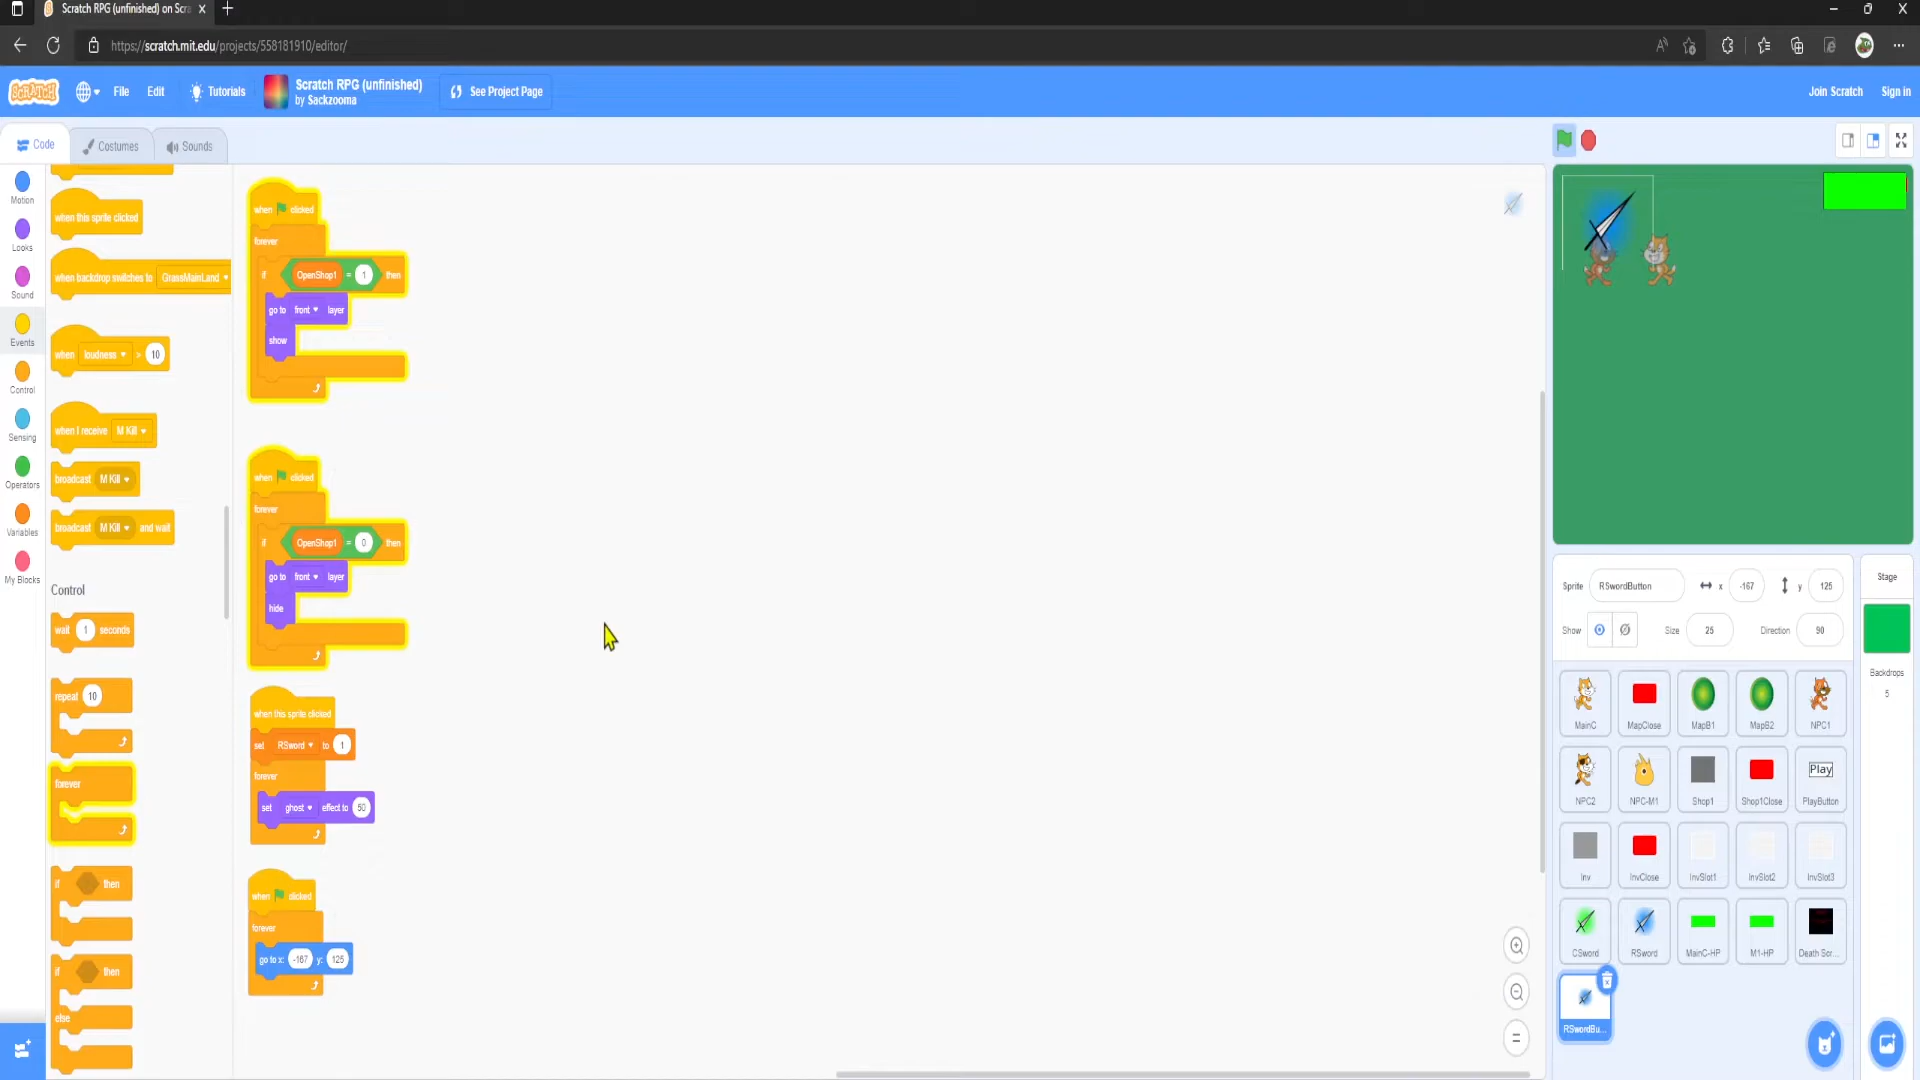 Scratch RPG (unfinished) on Scra
https://scratch.mit.edu/projects/558181910/editor/
SCRATCH
File
Edit
Tutorials
Scratch RPG (unfinished)
by Sackzooma
See Project Page
Join Scratch
Sign in
Code
Costumes
Sounds
Motion
Looks
Sound
Events
Control
Sensing
Operators
Variables
My Blocks
when this sprite clicked
when backdrop switches to GrassMainLand
when loudness > 10
when I receive M Kill
broadcast M Kill
broadcast M Kill and wait
Control
wait 1 seconds
repeat 10
forever
if then
if then
else
when clicked
forever
if OpenShop1 = 1 then
go to front layer
show
when clicked
forever
if OpenShop1 = 0 then
go to front layer
hide
when this sprite clicked
set RSword to 1
forever
set ghost effect to 50
when clicked
forever
go to x: -167 y: 125
Sprite RSwordButton x -167 y 125
Show Size 25 Direction 90
MainC
MapClose
MapB1
MapB2
NPC1
NPC2
NPC-M1
Shop1
Shop1Close
Play
PlayButton
Inv
InvClose
InvSlot1
InvSlot2
InvSlot3
CSword
RSword
MainC-HP
M1-HP
Death Scr...
RSwordBu...
Stage
Backdrops
5